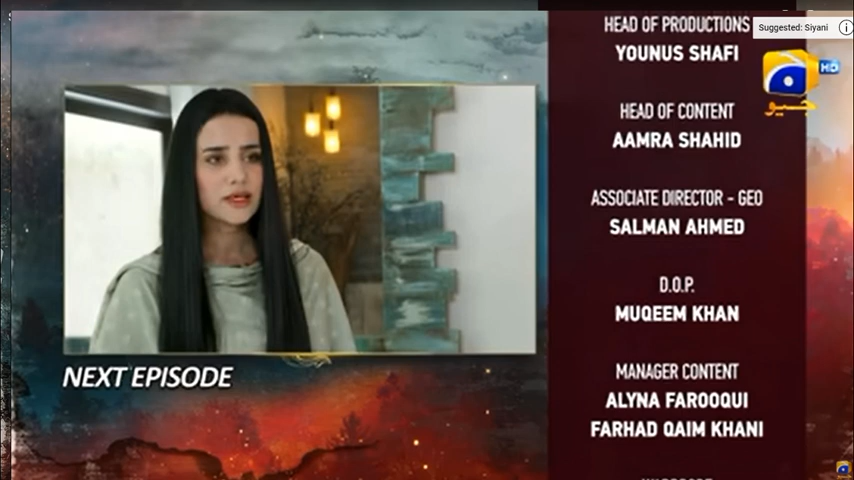 HEAD OF PRODUCTIONS
YOUNUS SHAFI
Suggested: Siyani
HD
جیو
HEAD OF CONTENT
AAMRA SHAHID
ASSOCIATE DIRECTOR - GEO
SALMAN AHMED
D.O.P.
MUQEEM KHAN
MANAGER CONTENT
ALYNA FAROOQUI
FARHAD QAIM KHANI
NEXT EPISODE